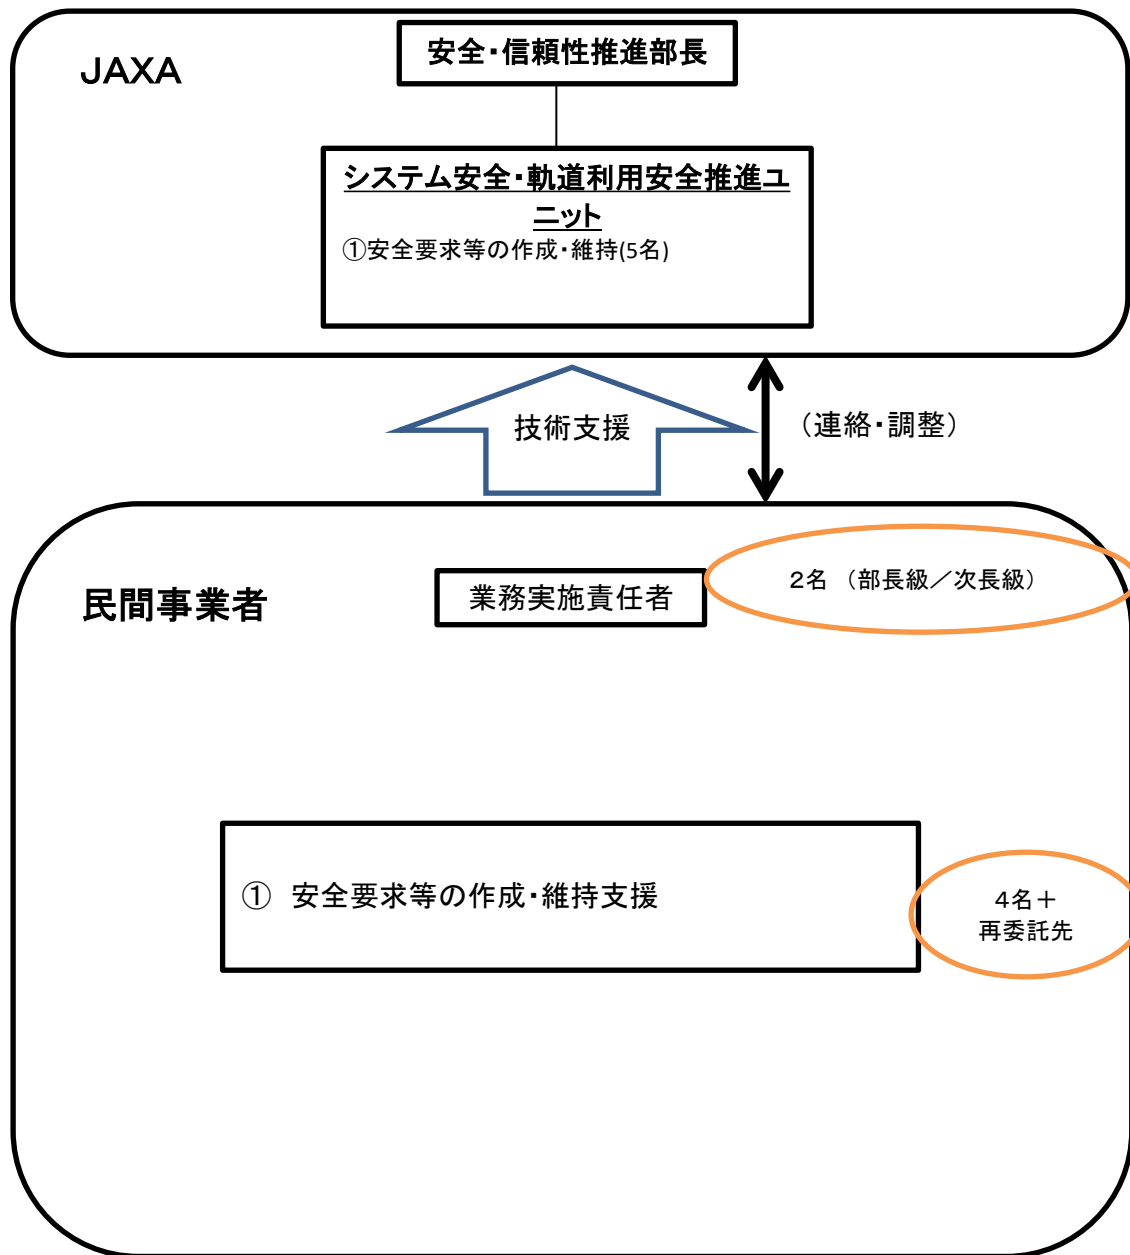 JAXA
安全・信頼性推進部長
システム安全・軌道利用安全推進ユ
ニット
①安全要求等の作成・維持(5名)
技術支援
（連絡・調整）
民間事業者
業務実施責任者
2名 （部長級／次長級）
① 安全要求等の作成・維持支援
4名＋
再委託先